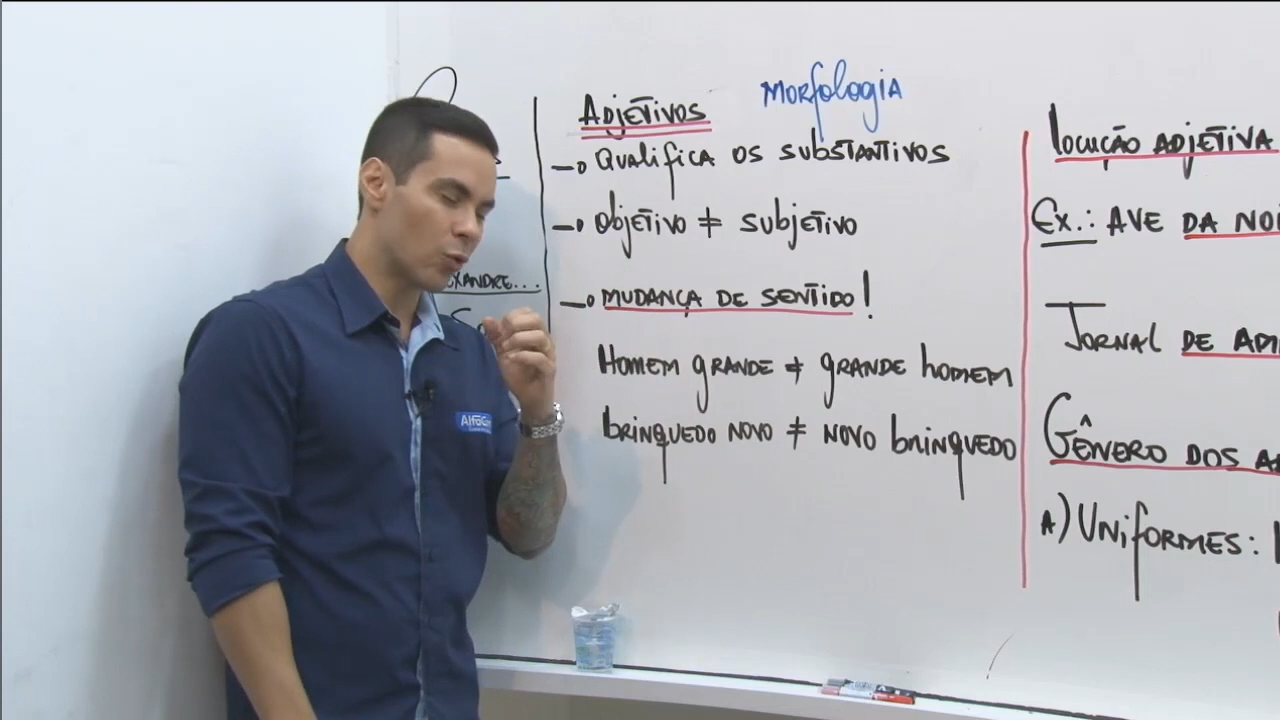 Morfologia
Adjetivos
Qualifica os substantivos
objetivo ≠ subjetivo
Mudança de sentido!
Homem grande ≠ grande homem
brinquedo novo ≠ novo brinquedo
XANDRE...
Locução Adjetiva
Ex.: Ave da
Jornal de
Gênero dos
A) Uniformes: